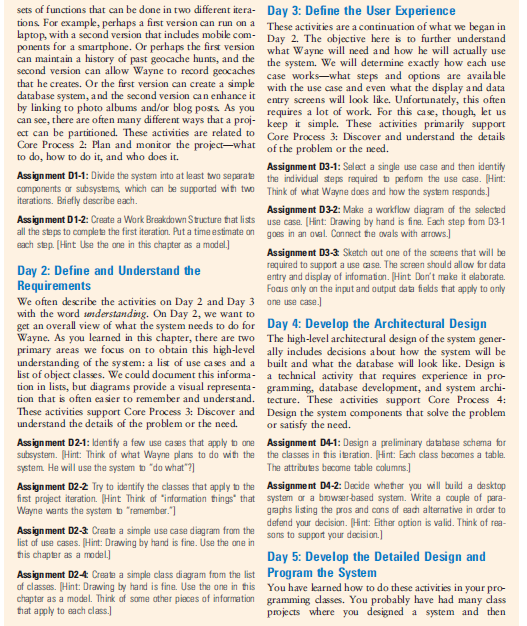 sets of functions that can be done in two different itera-
tions. For example, perhaps a first version can run on a
laptop, with a second version that includes mobile com-
ponents for a smartphone. Or perhaps the first version
can maintain a history of past geocache hunts, and the
second version can allow Wayne to record geocaches
that he creates. Or the first version can create a simple
database system, and the second version can enhance it
by linking to photo albums and/or blog posts. As you
can see, there are often many different ways that a proj-
ect can be partitioned. These activities are related to
Core Process 2: Plan and monitor the project—what
to do, how to do it, and who does it.
Assignment D1-1: Divide the system into at least two separate
components or subsystems, which can be supported with two
iterations. Briefly describe each.
Assignment D1-2: Create a Work Breakdown Structure that lists
all the steps to complete the first iteration. Put a time estimate on
each step. [Hint: Use the one in this chapter as a model.]
Day 2: Define and Understand the
Requirements
We often describe the activities on Day 2 and Day 3
with the word understanding. On Day 2, we want to
get an overall view of what the system needs to do for
Wayne. As you learned in this chapter, there are two
primary areas we focus on to obtain this high-level
understanding of the system: a list of use cases and a
list of object classes. We could document this informa-
tion in lists, but diagrams provide a visual representa-
tion that is often easier to remember and understand.
These activities support Core Process 3: Discover and
understand the details of the problem or the need.
Assignment D2-1: Identify a few use cases that apply to one
subsystem. [Hint: Think of what Wayne plans to do with the
system. He will use the system to "do what"?]
Assignment D2-2: Try to identify the classes that apply to the
first project iteration. [Hint: Think of "information things" that
Wayne wants the system to "remember."]
Assignment D2-3: Create a simple use case diagram from the
list of use cases. [Hint: Drawing by hand is fine. Use the one in
this chapter as a model.]
Assignment D2-4: Create a simple class diagram from the list
of classes. [Hint: Drawing by hand is fine. Use the one in this
chapter as a model. Think of some other pieces of information
that apply to each class.]
Day 3: Define the User Experience
These activities are a continuation of what we began in
Day 2. The objective here is to further understand
what Wayne will need and how he will actually use
the system. We will determine exactly how each use
case works—what steps and options are available
with the use case and even what the display and data
entry screens will look like. Unfortunately, this often
requires a lot of work. For this case, though, let us
keep it simple. These activities primarily support
Core Process 3: Discover and understand the details
of the problem or the need.
Assignment D3-1: Select a single use case and then identify
the individual steps required to perform the use case. [Hint:
Think of what Wayne does and how the system responds.]
Assignment D3-2: Make a workflow diagram of the selected
use case. [Hint: Drawing by hand is fine. Each step from D3-1
goes in an oval. Connect the ovals with arrows.]
Assignment D3-3: Sketch out one of the screens that will be
required to support a use case. The screen should allow for data
entry and display of information. [Hint: Don't make it elaborate.
Focus only on the input and output data fields that apply to only
one use case.]
Day 4: Develop the Architectural Design
The high-level architectural design of the system gener-
ally includes decisions about how the system will be
built and what the database will look like. Design
is a technical activity that requires experience in pro-
gramming, database development, and system archi-
tecture. These activities support Core Process 4:
Design the system components that solve the problem
or satisfy the need.
Assignment D4-1: Design a preliminary database schema for
the classes in this iteration. [Hint: Each class becomes a table.
The attributes become table columns.]
Assignment D4-2: Decide whether you will build a desktop
system or a browser-based system. Write a couple of para-
graphs listing the pros and cons of each alternative in order to
defend your decision. [Hint: Either option is valid. Think of rea-
sons to support your decision.]
Day 5: Develop the Detailed Design and
Program the System
You have learned how to do these activities in your pro-
gramming classes. You probably have had many class
projects where you designed a system and then